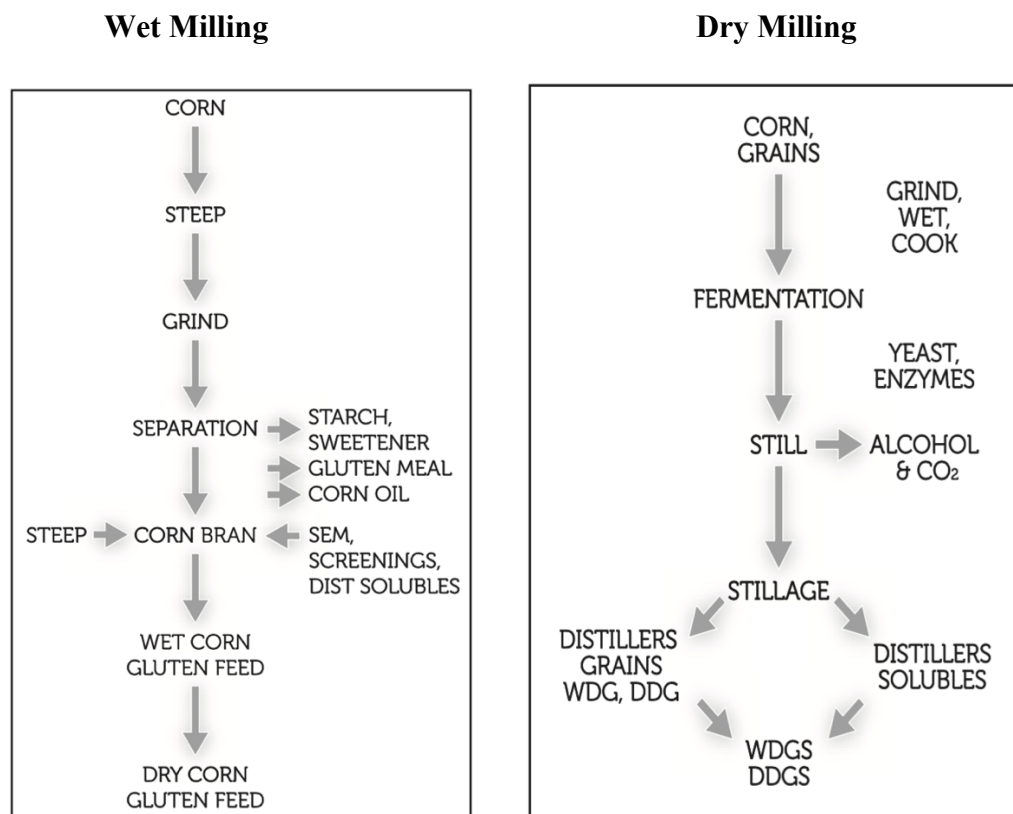 Wet Milling
CORN
STEEP
GRIND
SEPARATION
STARCH,
SWEETENER
GLUTEN MEAL
CORN OIL
STEEP
CORN BRAN
SEM,
SCREENINGS,
DIST SOLUBLES
WET CORN
GLUTEN FEED
DRY CORN
GLUTEN FEED
Dry Milling
CORN,
GRAINS
GRIND,
WET,
COOK
FERMENTATION
YEAST,
ENZYMES
STILL
ALCOHOL
& CO₂
STILLAGE
DISTILLERS
GRAINS
WDG, DDG
DISTILLERS
SOLUBLES
WDGS
DDGS